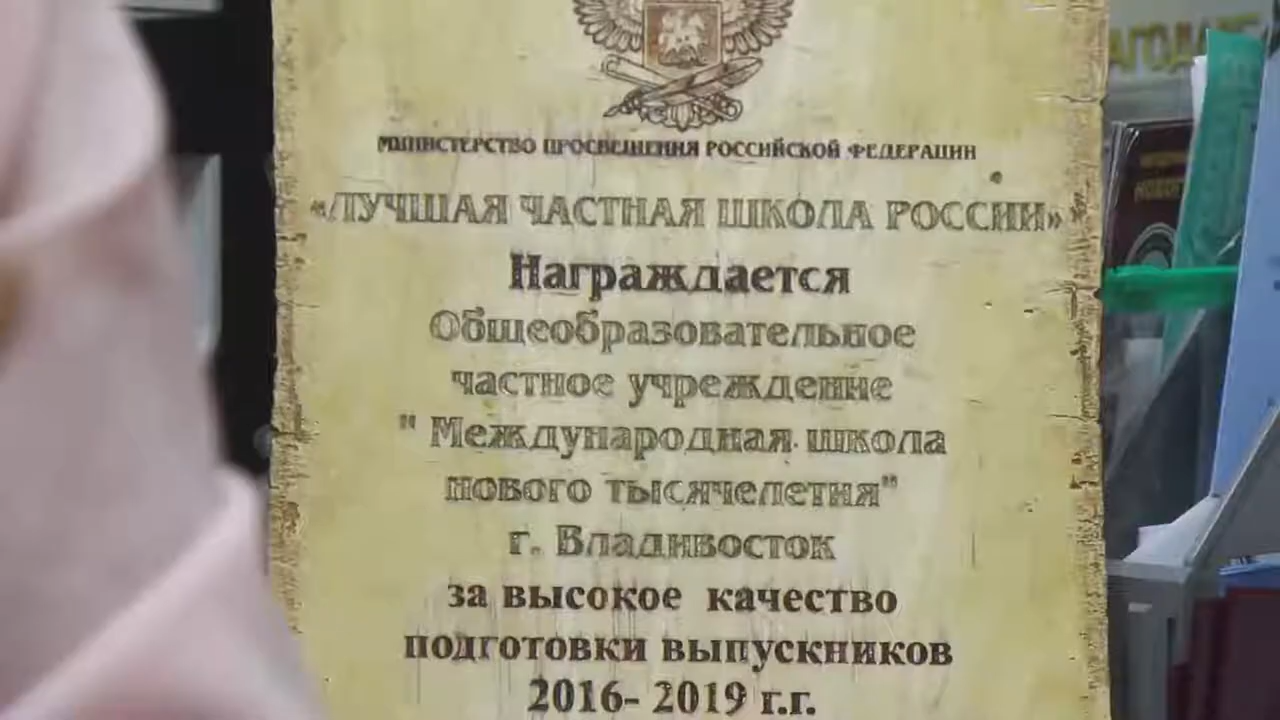 МИНИСТЕРСТВО ПРОСВЕЩЕНИЯ РОССИЙСКОЙ ФЕДЕРАЦИИ
«ЛУЧШАЯ ЧАСТНАЯ ШКОЛА РОССИИ»
Награждается
Общеобразовательное
частное учреждение
" Международная школа
нового тысячелетия"
г. Владивосток
за высокое качество
подготовки выпускников
2016- 2019 г.г.